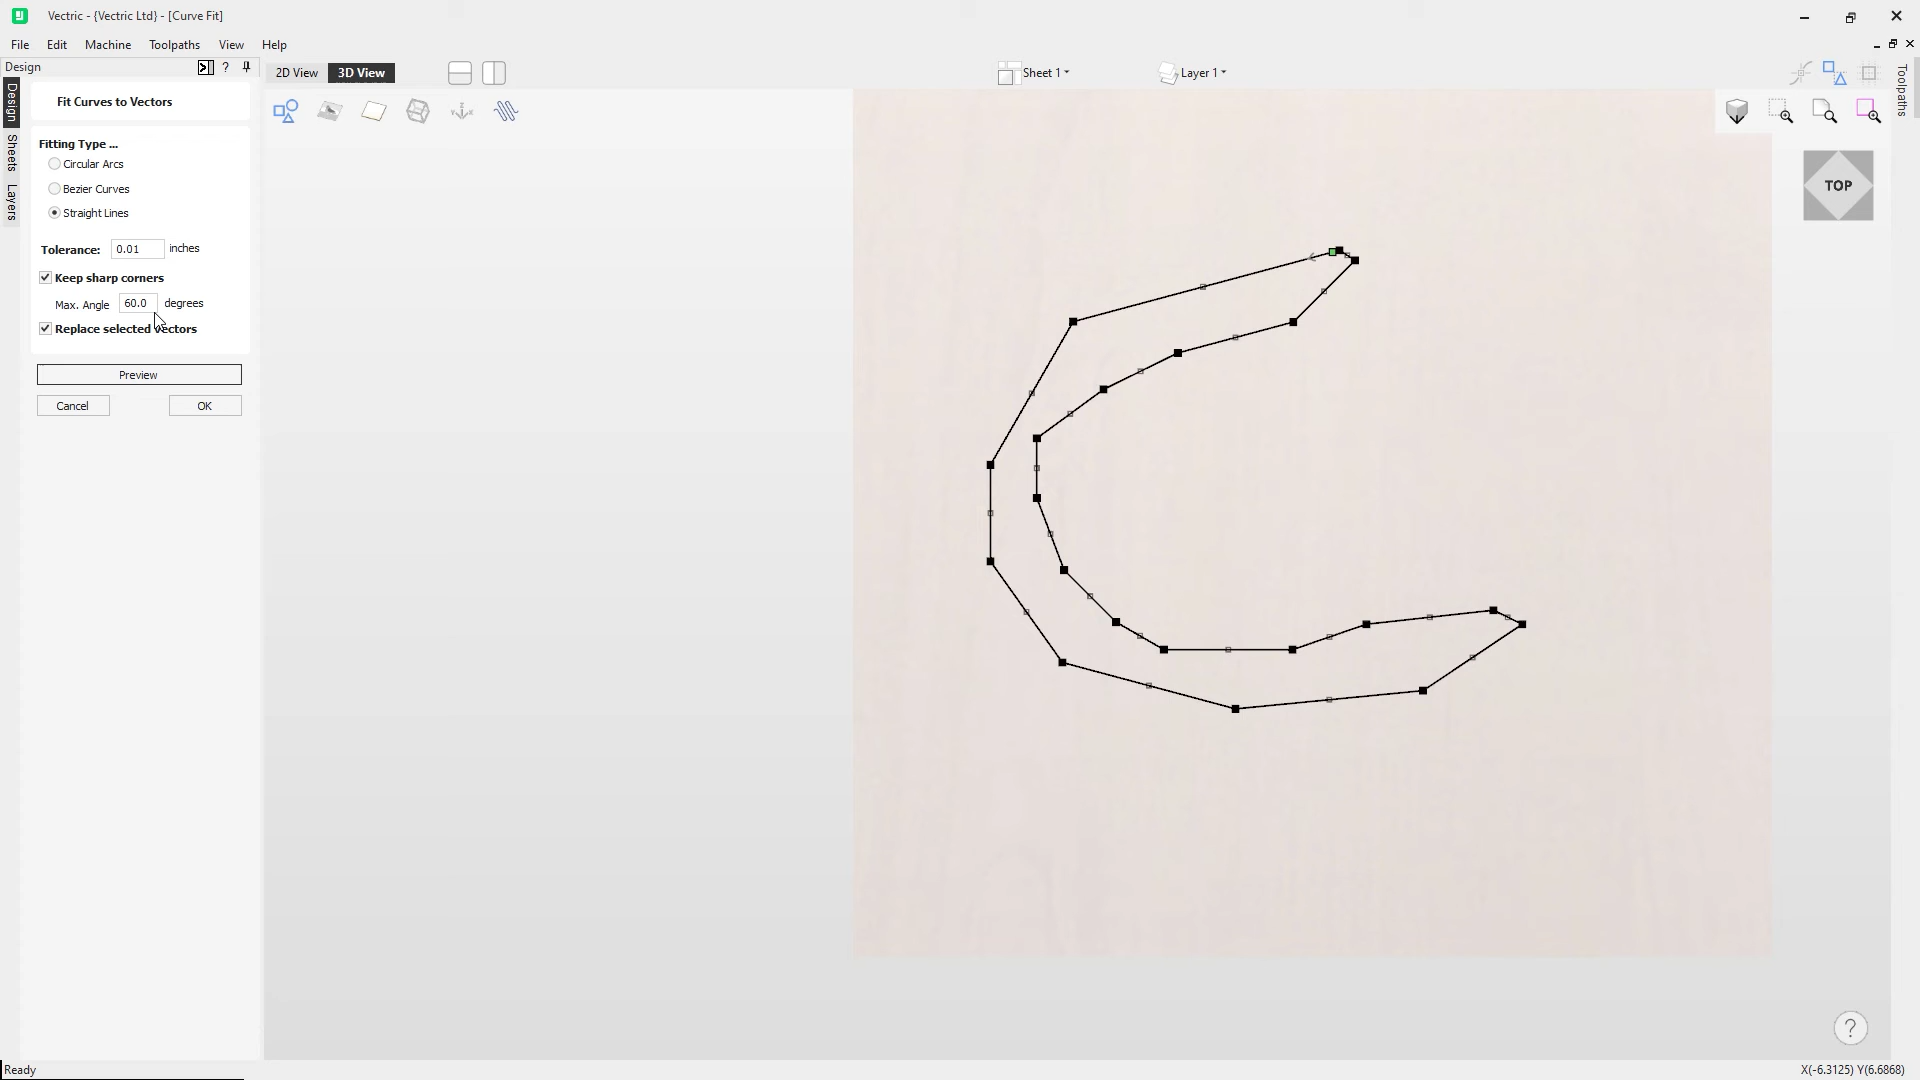 Vectric - {Vectric Ltd} - [Curve Fit]
File Edit Machine Toolpaths View Help
Design ?
2D View 3D View Sheet 1 Layer 1
Toolpaths
Design
Sheets
Layers
Fit Curves to Vectors
Fitting Type ...
Circular Arcs
Bezier Curves
Straight Lines
Tolerance: 0.01 inches
Keep sharp corners
Max. Angle 60.0 degrees
Replace selected vectors
Preview
Cancel OK
TOP
?
Ready X(-6.3125) Y(6.6868)